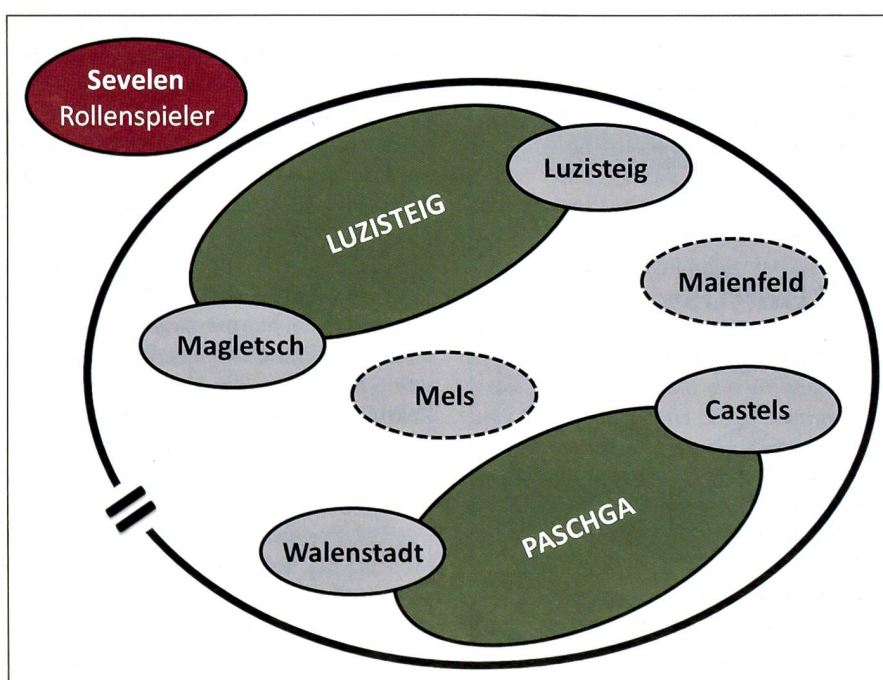 Sevelen
Rollenspieler
Luzisteig
LUZISTEIG
Maienfeld
Magletsch
Mels
Castels
PASCHGA
Walenstadt